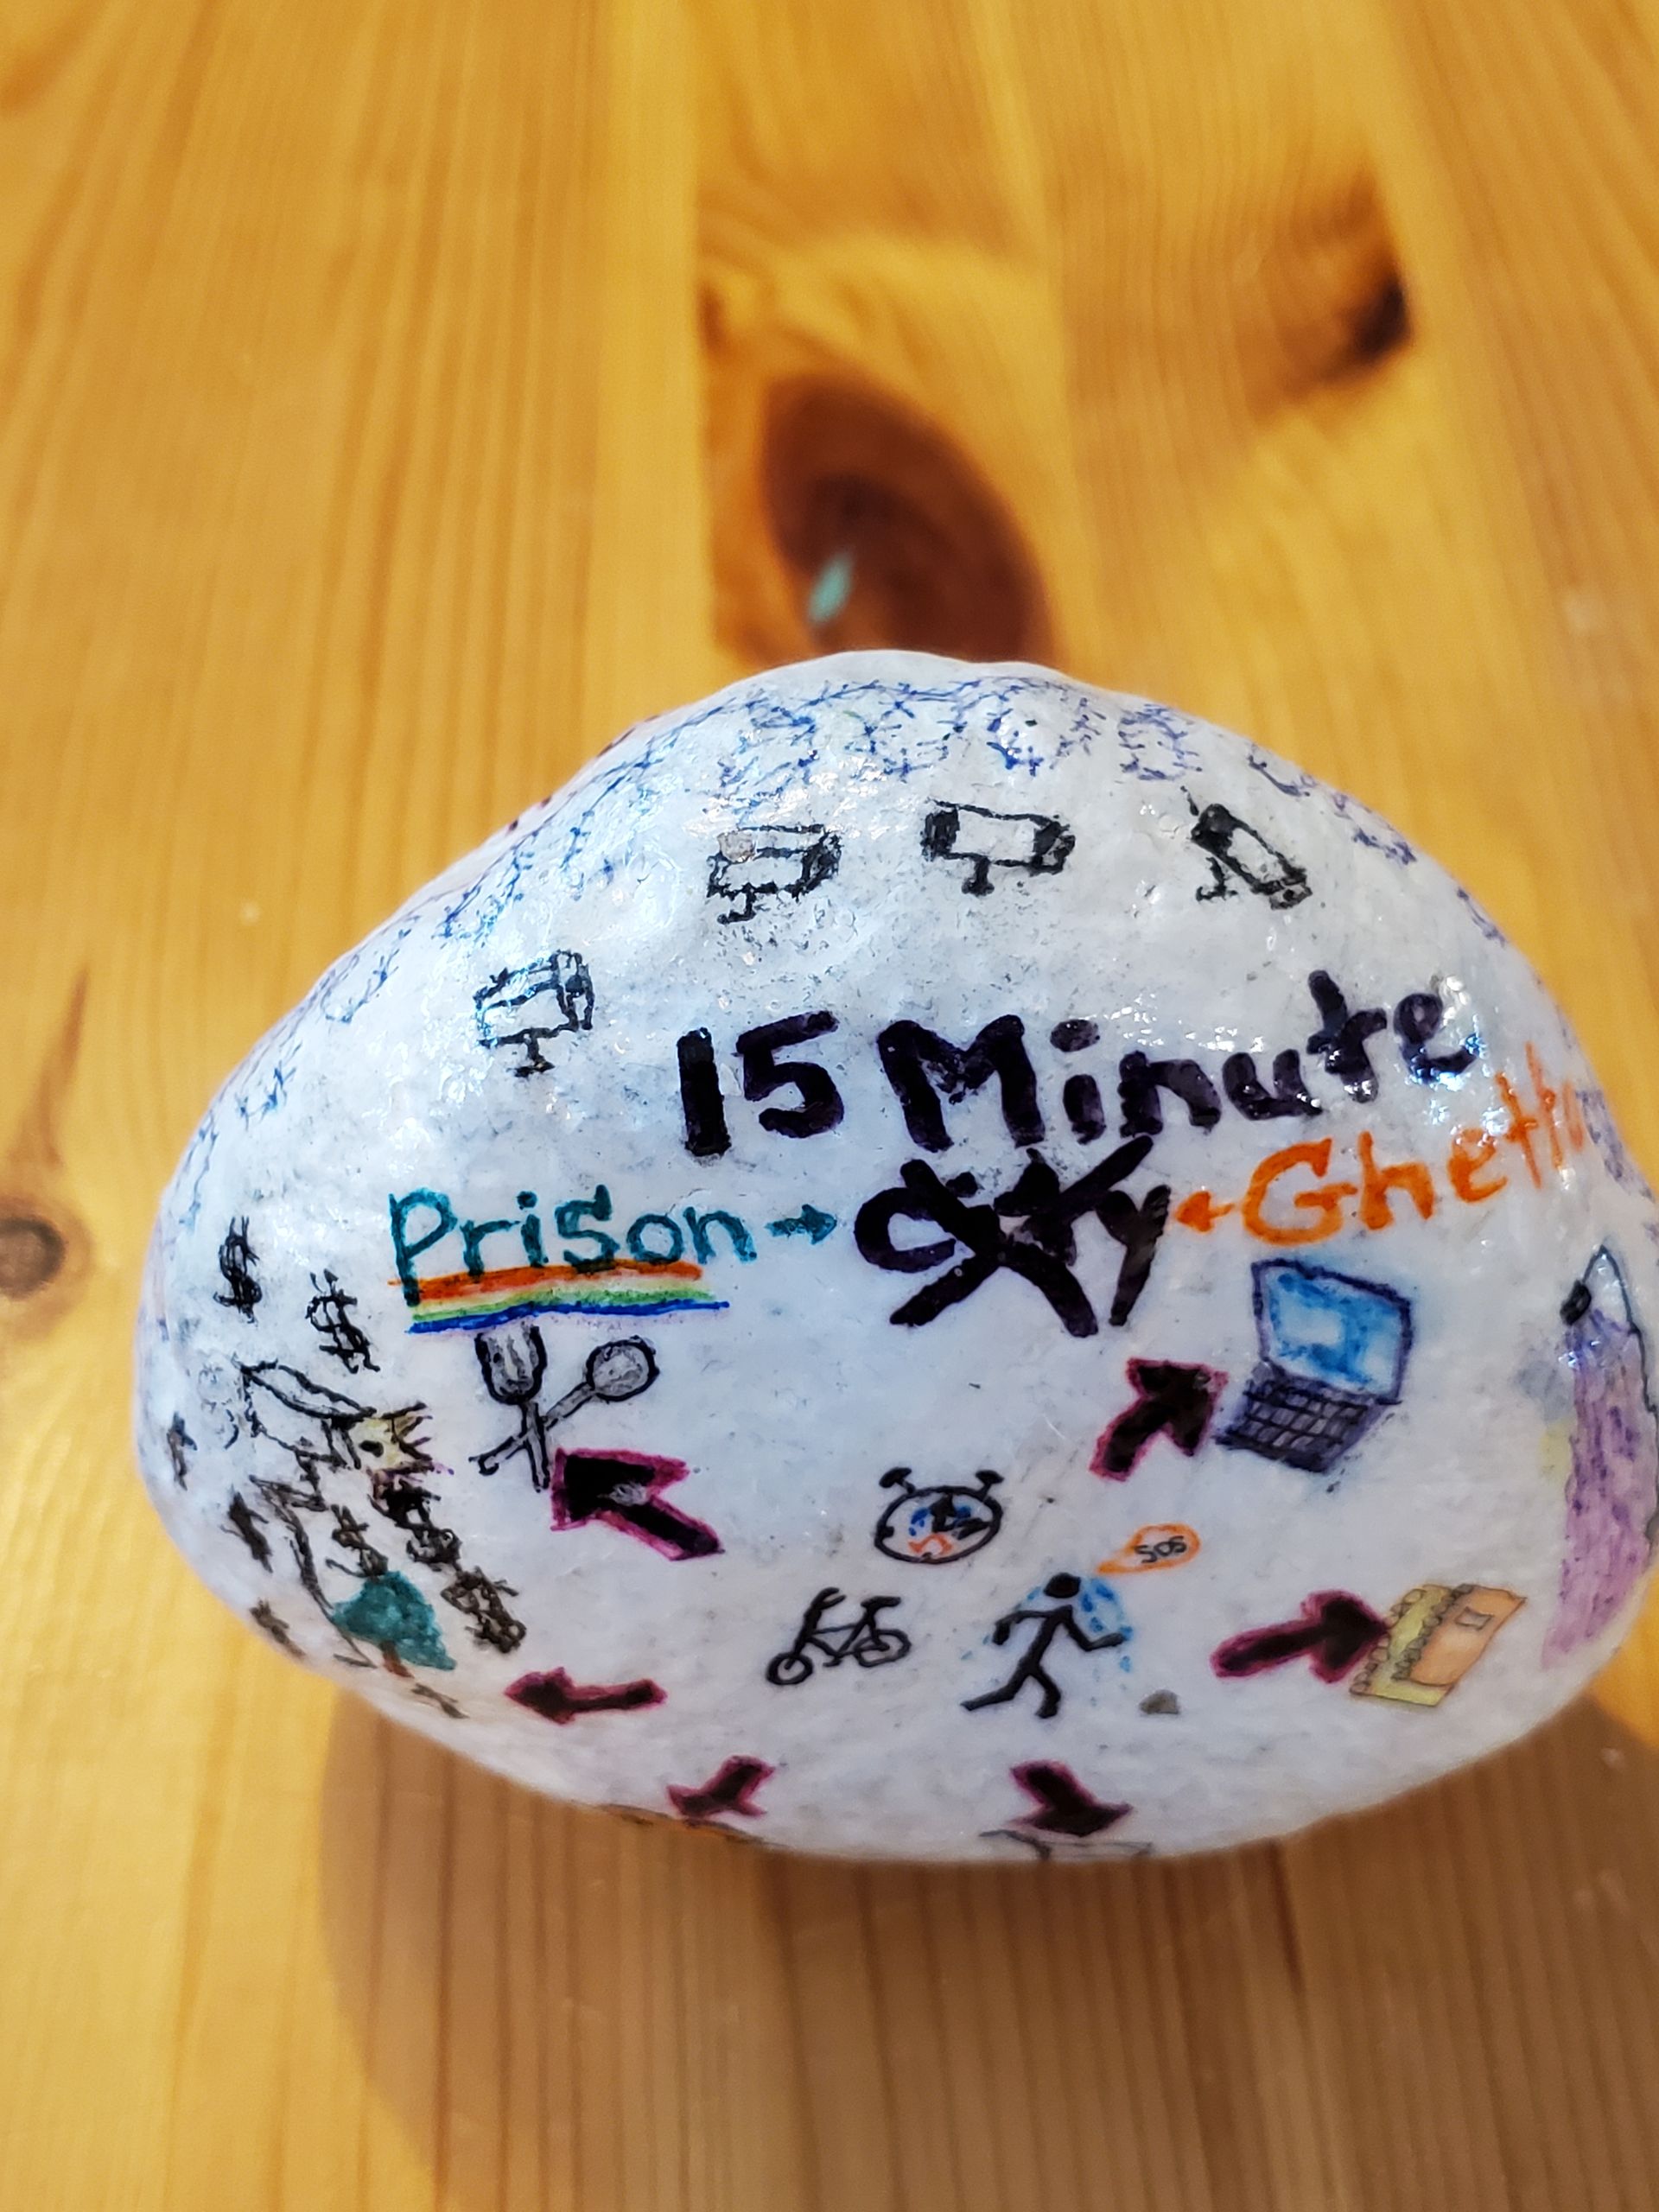 15 Minute
Prison → City ← Ghetto
$
$
SOS